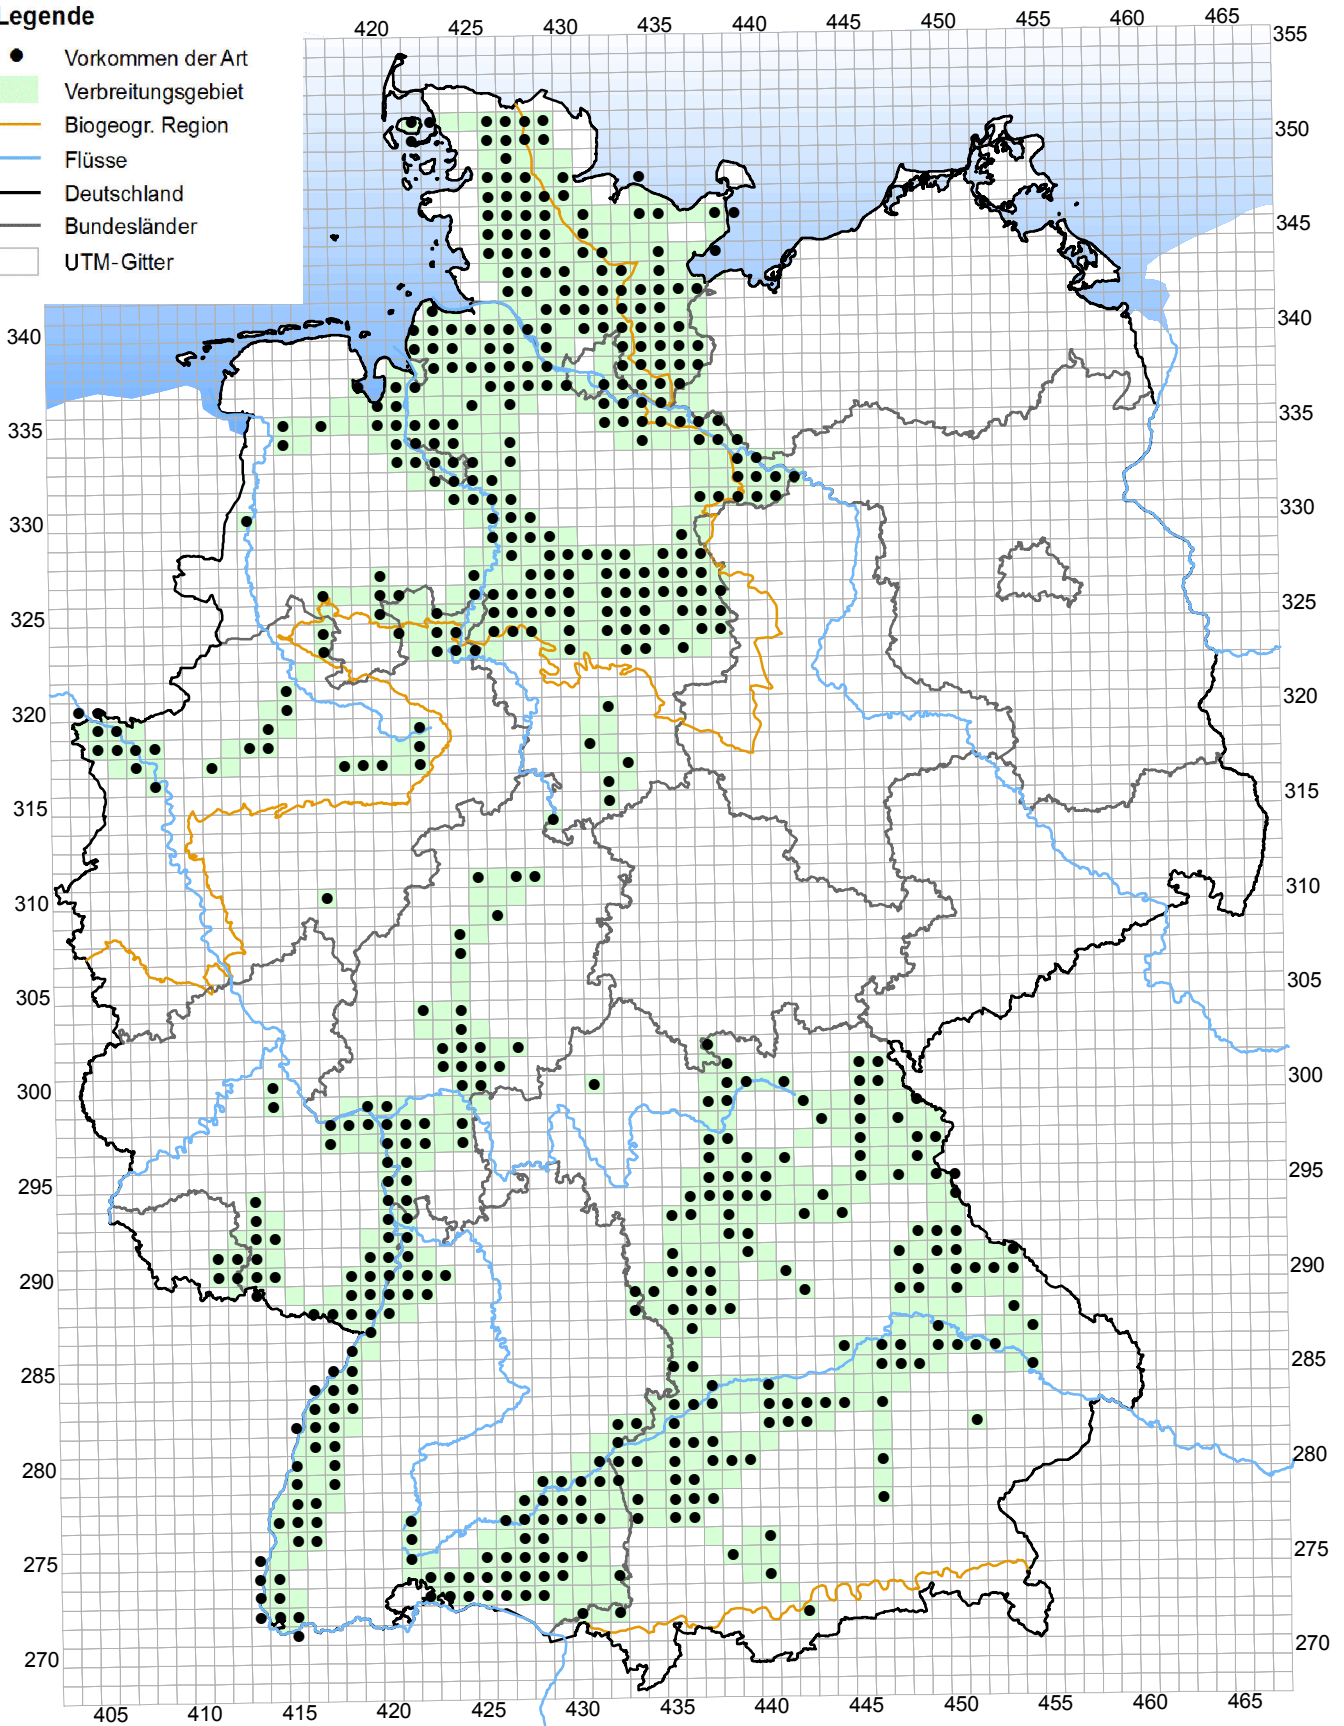 Legende
Vorkommen der Art
Verbreitungsgebiet
Biogeogr. Region
Flüsse
Deutschland
Bundesländer
UTM-Gitter
420 425 430 435 440 445 450 455 460 465
355
350
345
340 340
335 335
330 330
325 325
320 320
315 315
310 310
305 305
300 300
295 295
290 290
285 285
280 280
275 275
270 270
405 410 415 420 425 430 435 440 445 450 455 460 465